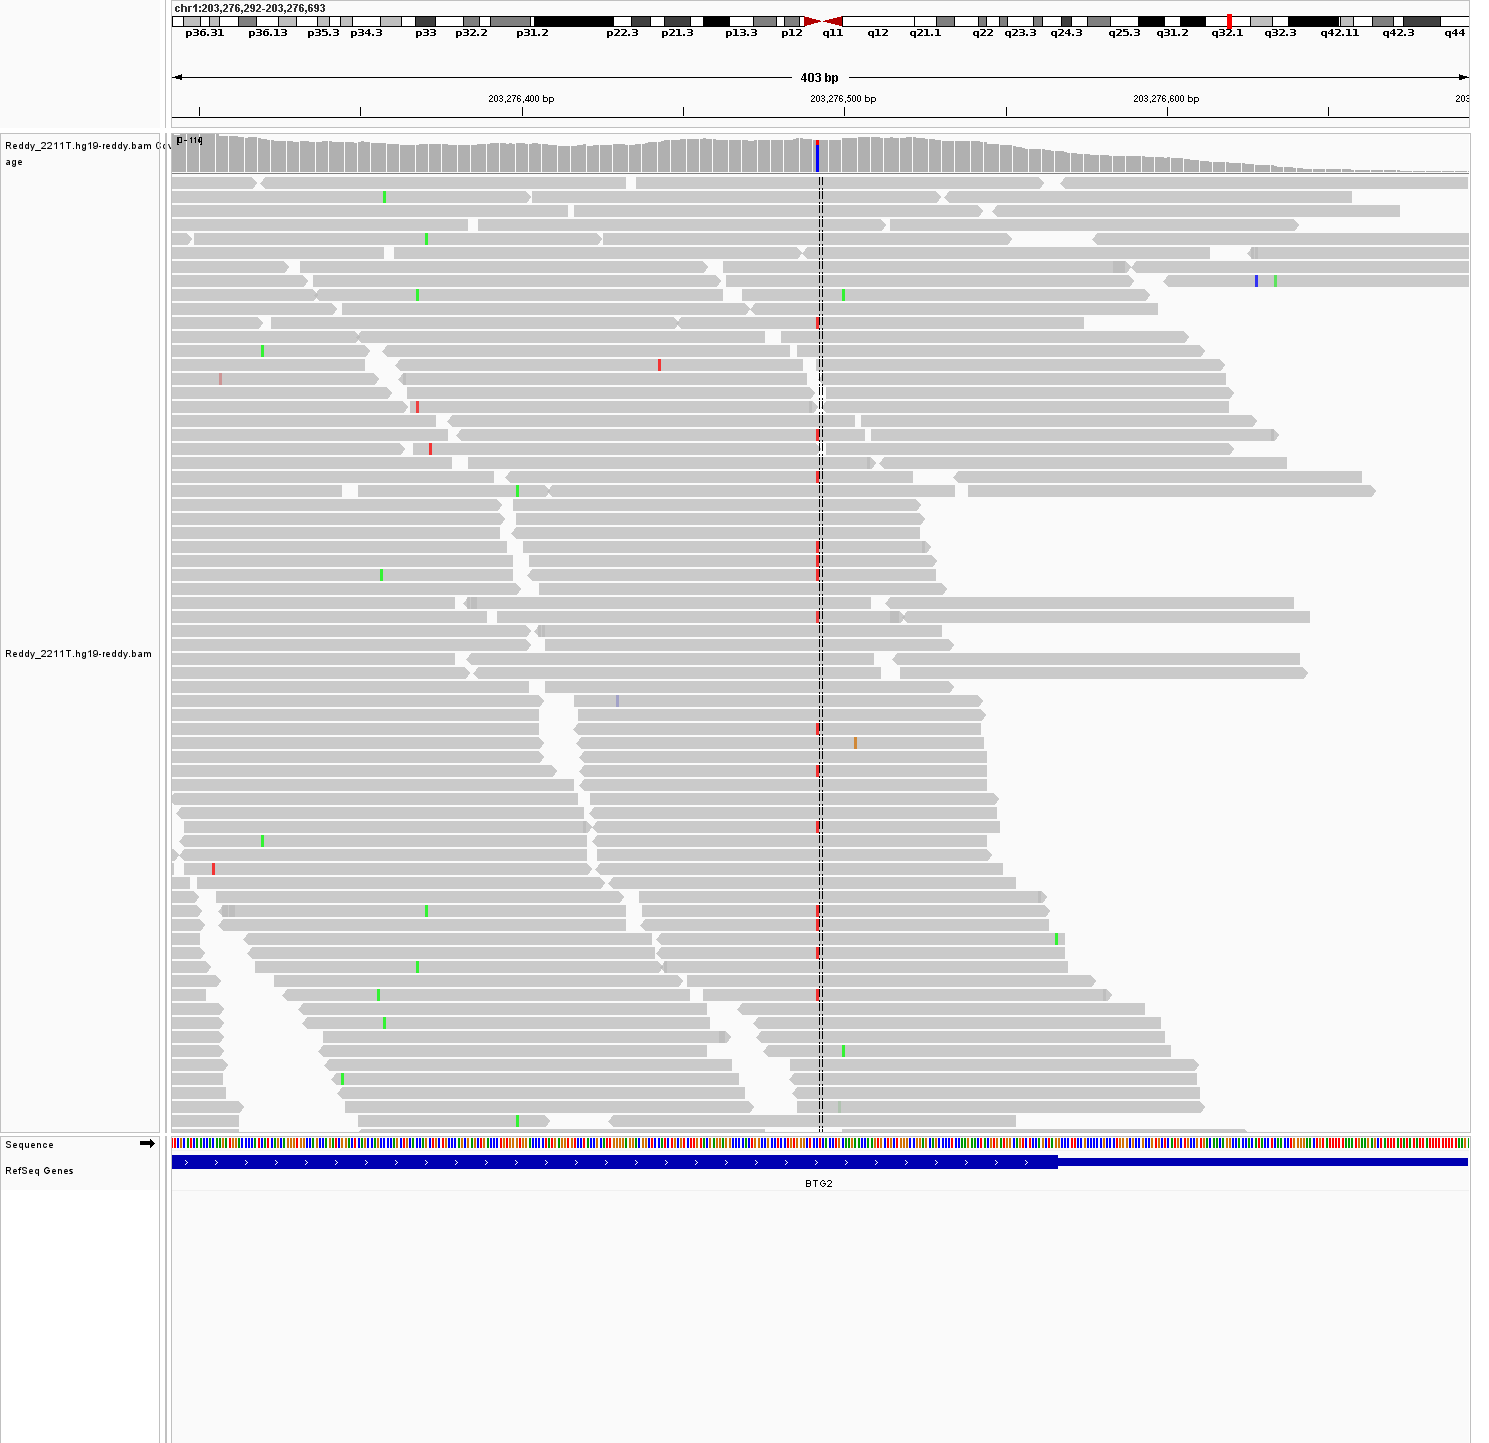 chr1:203,276,292-203,276,693
p36.31 p36.13 p35.3 p34.3 p33 p32.2 p31.2 p22.3 p21.3 p13.3 p12 q11 q12 q21.1 q22 q23.3 q24.3 q25.3 q31.2 q32.1 q32.3 q42.11 q42.3 q44
403 bp
203,276,400 bp 203,276,500 bp 203,276,600 bp 203
Reddy_2211T.hg19-reddy.bam Cov
age
Reddy_2211T.hg19-reddy.bam
Sequence
RefSeq Genes
BTG2